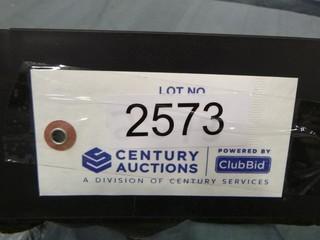 LOT NO.
2573
CENTURY
AUCTIONS
POWERED BY
ClubBid
A DIVISION OF CENTURY SERVICES